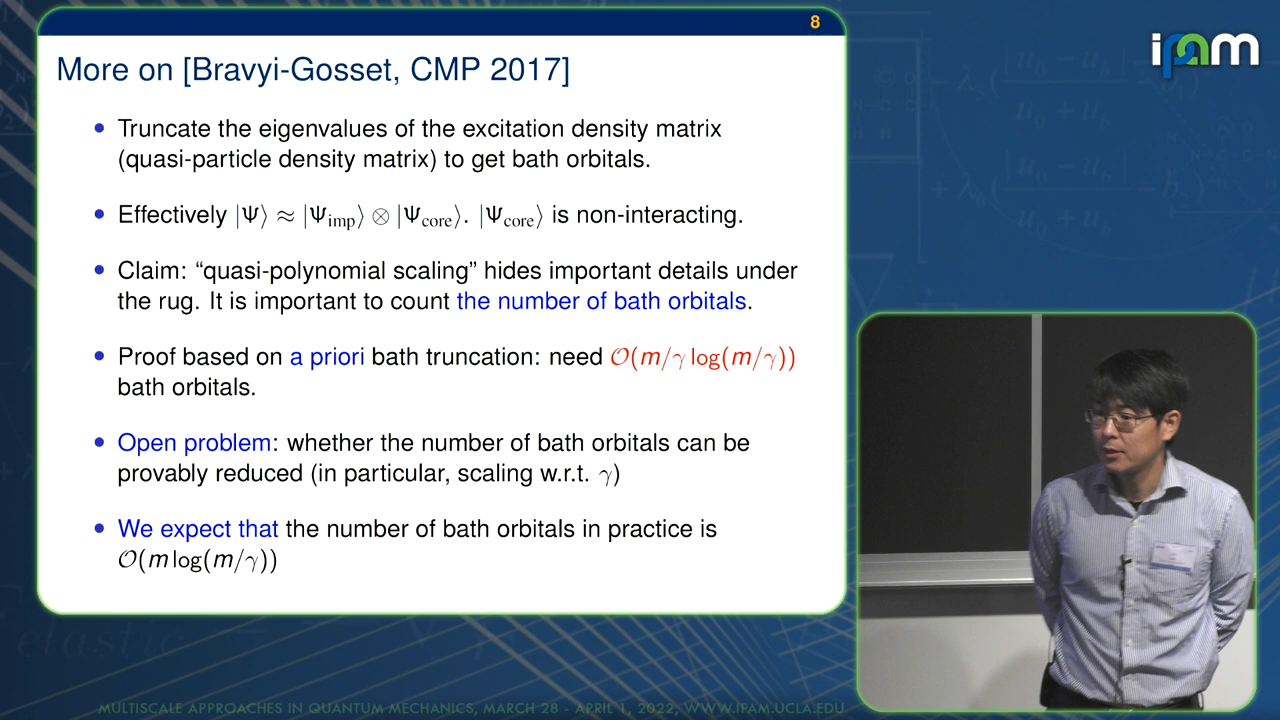 8
ipam
More on [Bravyi-Gosset, CMP 2017]
• Truncate the eigenvalues of the excitation density matrix
(quasi-particle density matrix) to get bath orbitals.
• Effectively |Ψ⟩ ≈ |Ψimp⟩ ⊗ |Ψcore⟩. |Ψcore⟩ is non-interacting.
• Claim: “quasi-polynomial scaling” hides important details under
the rug. It is important to count the number of bath orbitals.
• Proof based on a priori bath truncation: need O(m/γ log(m/γ))
bath orbitals.
• Open problem: whether the number of bath orbitals can be
provably reduced (in particular, scaling w.r.t. γ)
• We expect that the number of bath orbitals in practice is
O(m log(m/γ))
MULTISCALE APPROACHES IN QUANTUM MECHANICS, MARCH 28 - APRIL 1, 2022, WWW.IPAM.UCLA.EDU